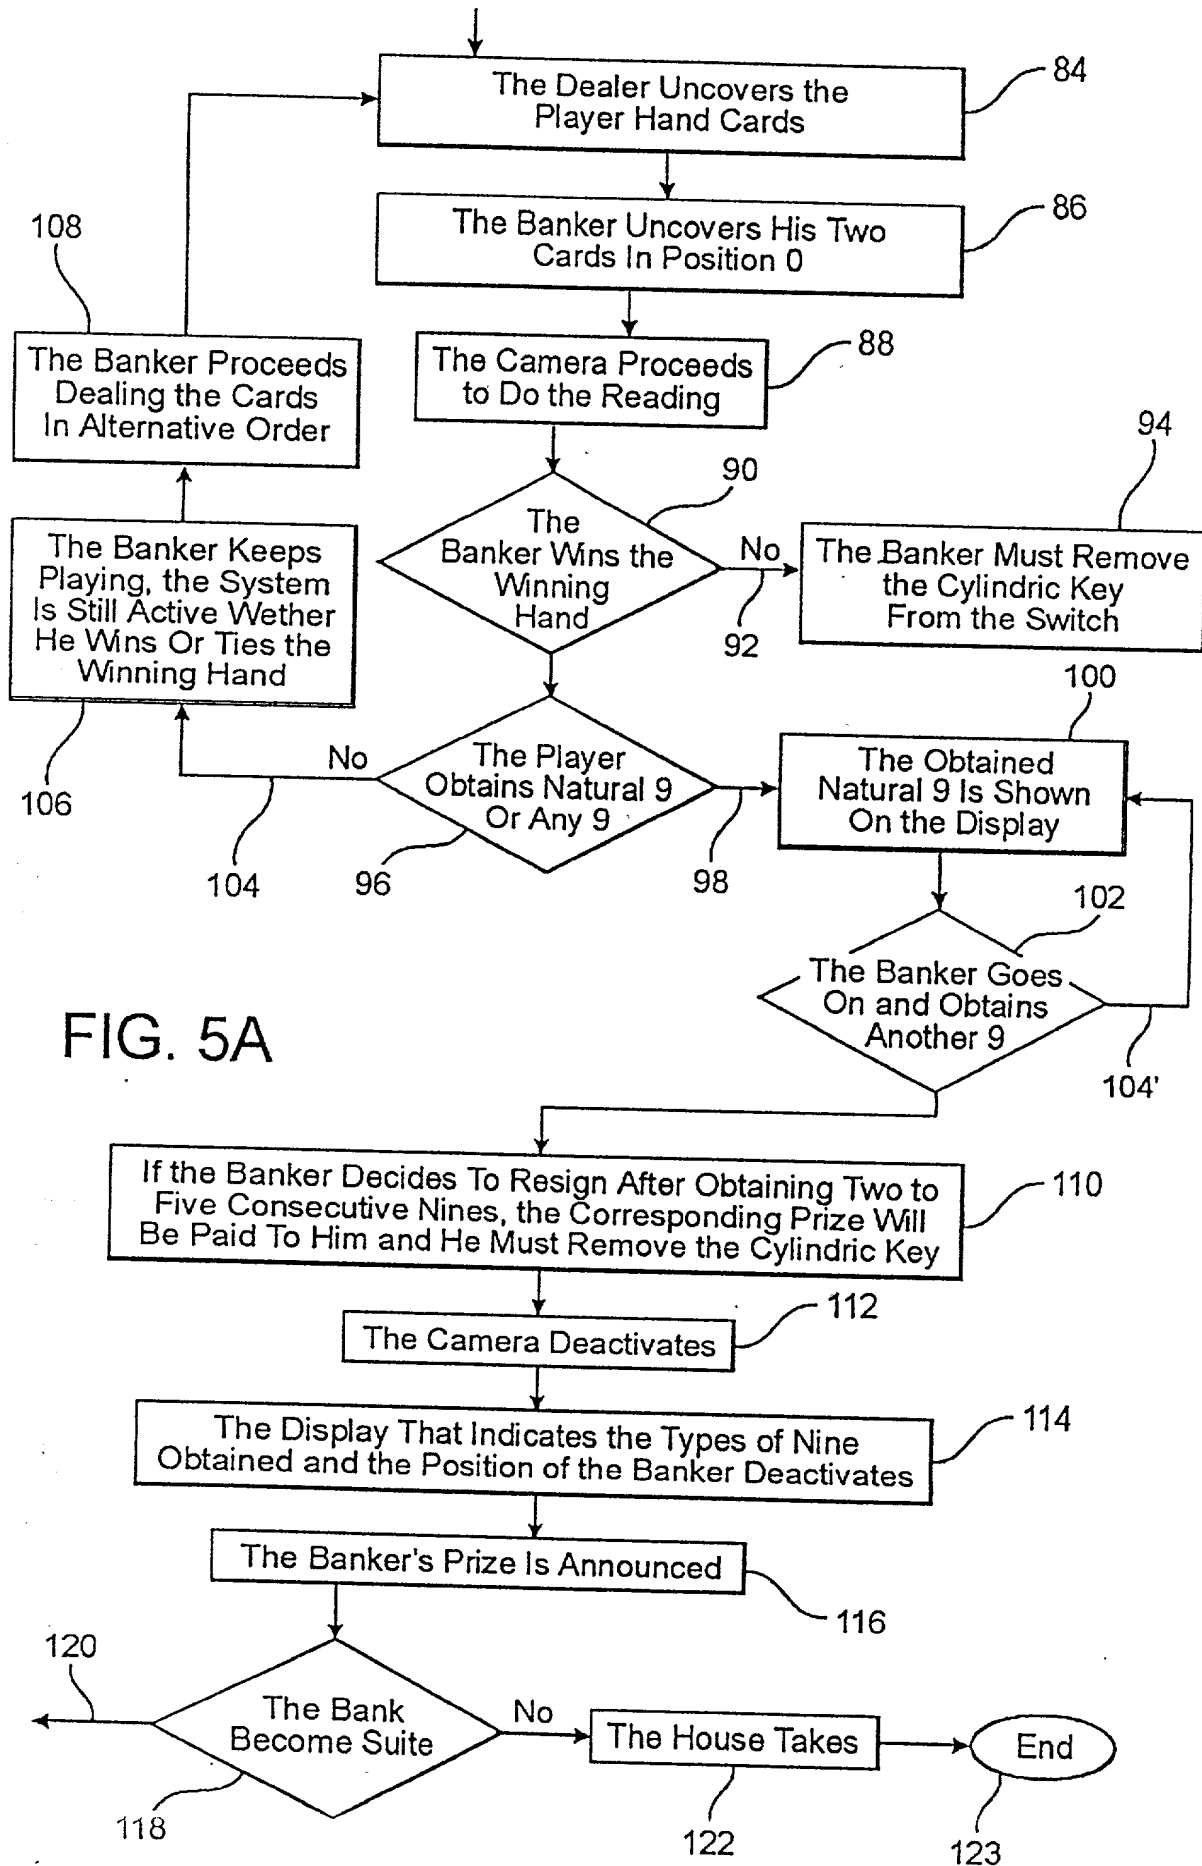 The Dealer Uncovers the
Player Hand Cards
84
The Banker Uncovers His Two
Cards In Position 0
86
108
The Banker Proceeds
Dealing the Cards
In Alternative Order
The Camera Proceeds
to Do the Reading
88
94
90
The
Banker Wins the
Winning
Hand
No
92
The Banker Must Remove
the Cylindric Key
From the Switch
The Banker Keeps
Playing, the System
Is Still Active Wether
He Wins Or Ties the
Winning Hand
106
No
104
The Player
Obtains Natural 9
Or Any 9
96
98
100
The Obtained
Natural 9 Is Shown
On the Display
102
The Banker Goes
On and Obtains
Another 9
104'
FIG. 5A
If the Banker Decides To Resign After Obtaining Two to
Five Consecutive Nines, the Corresponding Prize Will
Be Paid To Him and He Must Remove the Cylindric Key
110
The Camera Deactivates
112
The Display That Indicates the Types of Nine
Obtained and the Position of the Banker Deactivates
114
The Banker's Prize Is Announced
116
120
The Bank
Become Suite
118
No
The House Takes
122
End
123